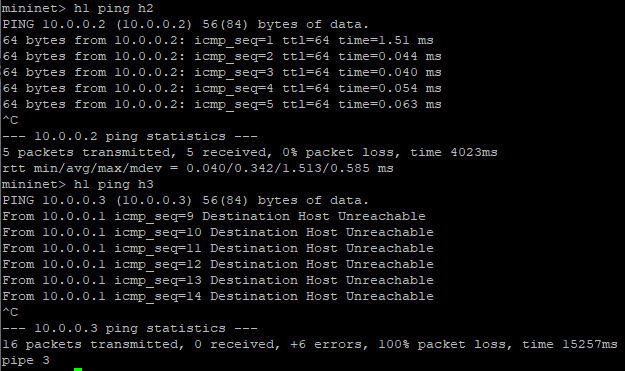 mininet> h1 ping h2
PING 10.0.0.2 (10.0.0.2) 56(84) bytes of data.
64 bytes from 10.0.0.2: icmp_seq=1 ttl=64 time=1.51 ms
64 bytes from 10.0.0.2: icmp_seq=2 ttl=64 time=0.044 ms
64 bytes from 10.0.0.2: icmp_seq=3 ttl=64 time=0.040 ms
64 bytes from 10.0.0.2: icmp_seq=4 ttl=64 time=0.054 ms
64 bytes from 10.0.0.2: icmp_seq=5 ttl=64 time=0.063 ms
^C
--- 10.0.0.2 ping statistics ---
5 packets transmitted, 5 received, 0% packet loss, time 4023ms
rtt min/avg/max/mdev = 0.040/0.342/1.513/0.585 ms
mininet> h1 ping h3
PING 10.0.0.3 (10.0.0.3) 56(84) bytes of data.
From 10.0.0.1 icmp_seq=9 Destination Host Unreachable
From 10.0.0.1 icmp_seq=10 Destination Host Unreachable
From 10.0.0.1 icmp_seq=11 Destination Host Unreachable
From 10.0.0.1 icmp_seq=12 Destination Host Unreachable
From 10.0.0.1 icmp_seq=13 Destination Host Unreachable
From 10.0.0.1 icmp_seq=14 Destination Host Unreachable
^C
--- 10.0.0.3 ping statistics ---
16 packets transmitted, 0 received, +6 errors, 100% packet loss, time 15257ms
pipe 3